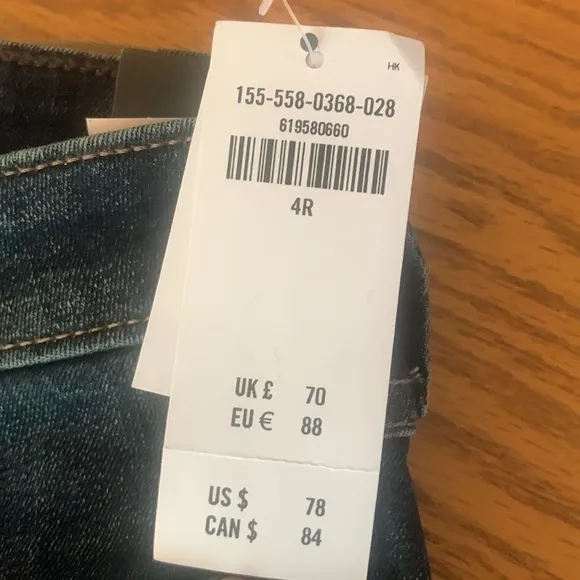 HK
155-558-0368-028
619580660
4R
UK £ 70
EU € 88
US $ 78
CAN $ 84